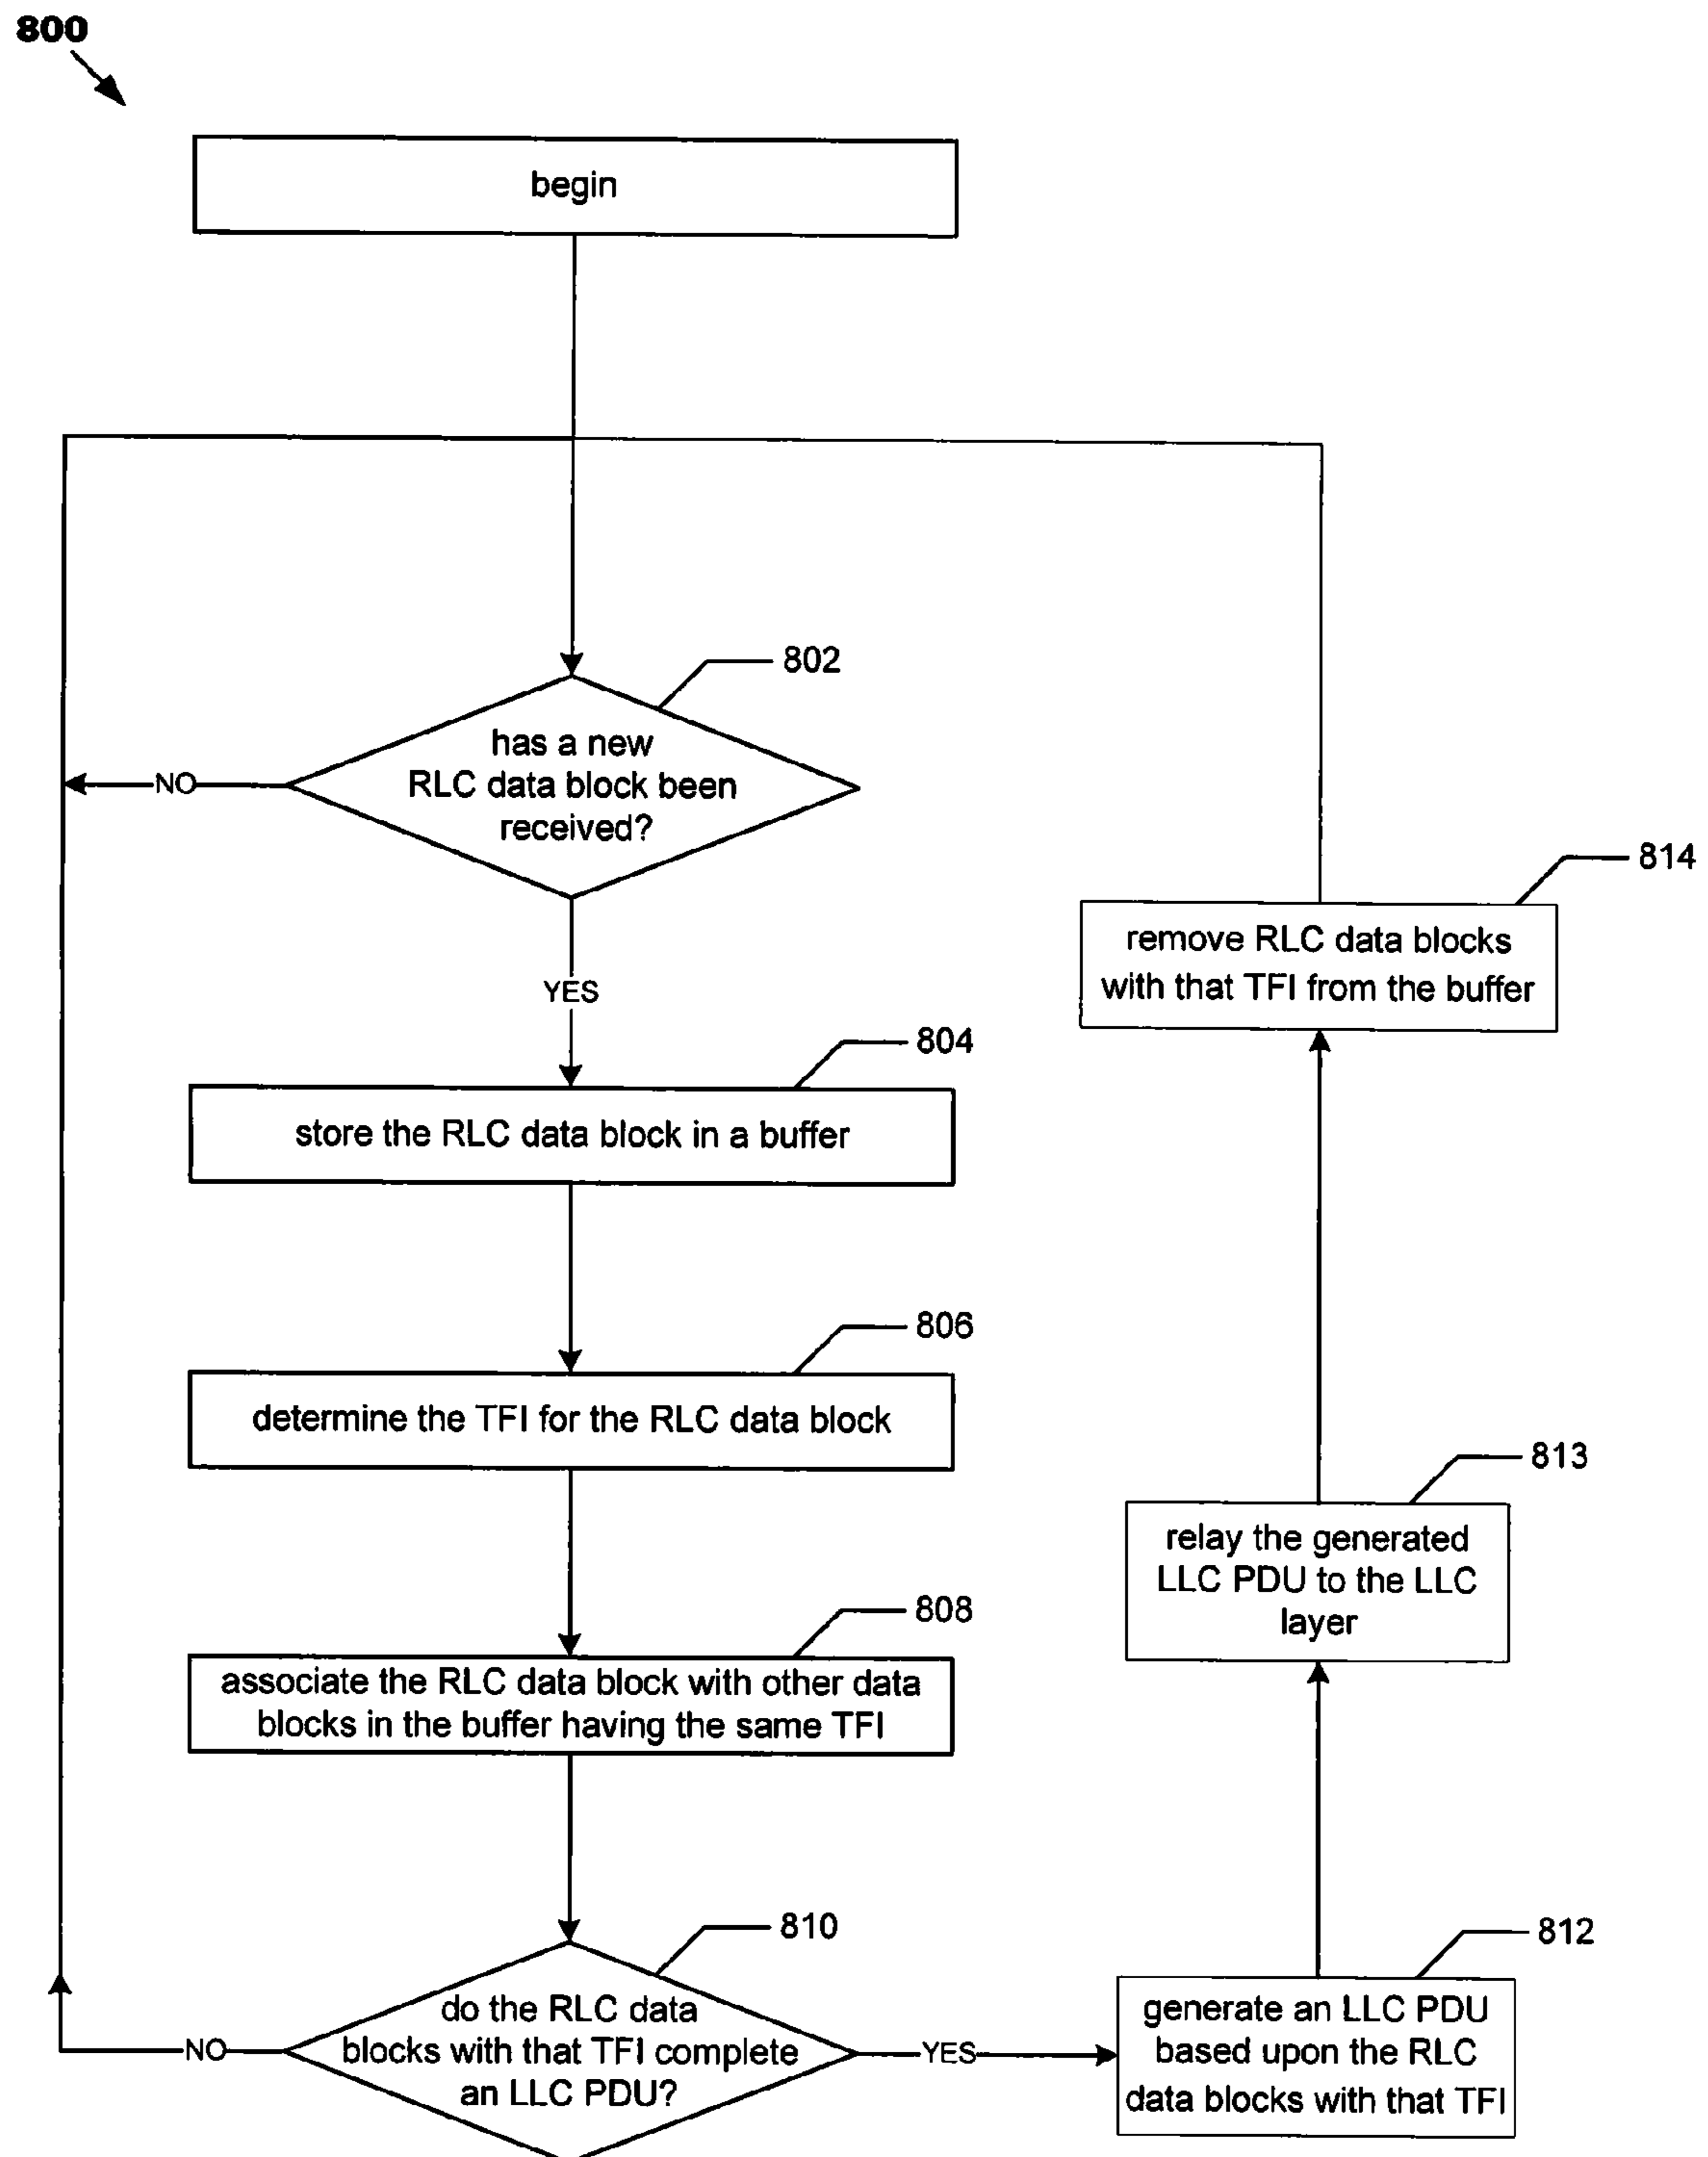 800
begin
802
has a new
RLC data block been
received?
NO
YES
804
store the RLC data block in a buffer
806
determine the TFI for the RLC data block
808
associate the RLC data block with other data
blocks in the buffer having the same TFI
810
do the RLC data
blocks with that TFI complete
an LLC PDU?
NO
YES
812
generate an LLC PDU
based upon the RLC
data blocks with that TFI
813
relay the generated
LLC PDU to the LLC
layer
814
remove RLC data blocks
with that TFI from the buffer